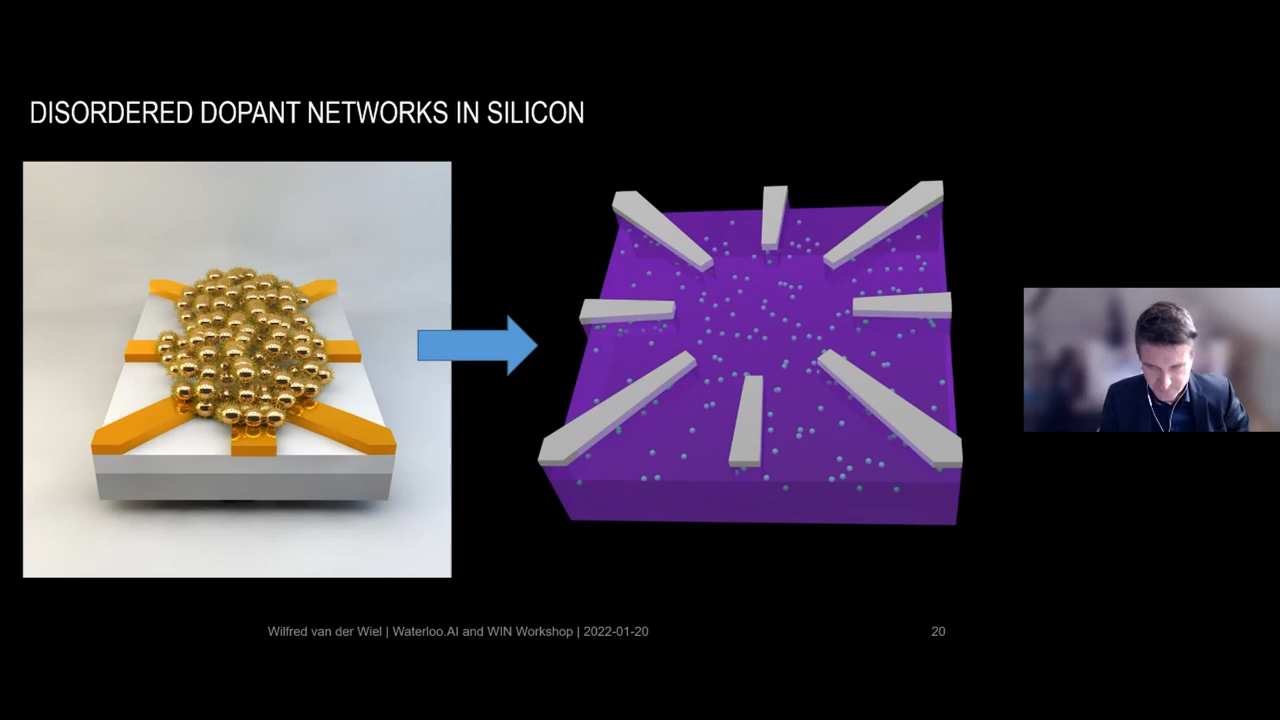 DISORDERED DOPANT NETWORKS IN SILICON
Wilfred van der Wiel | Waterloo.AI and WIN Workshop | 2022-01-20
20